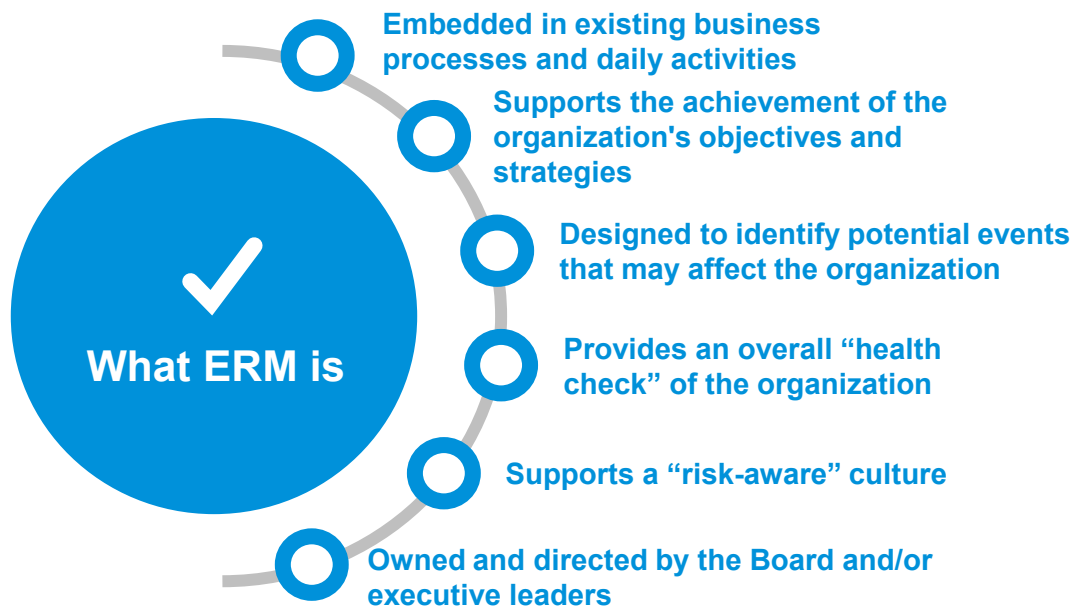 Embedded in existing business
processes and daily activities
Supports the achievement of the
organization's objectives and
strategies
Designed to identify potential events
that may affect the organization
What ERM is
Provides an overall “health
check” of the organization
Supports a “risk-aware” culture
Owned and directed by the Board and/or
executive leaders